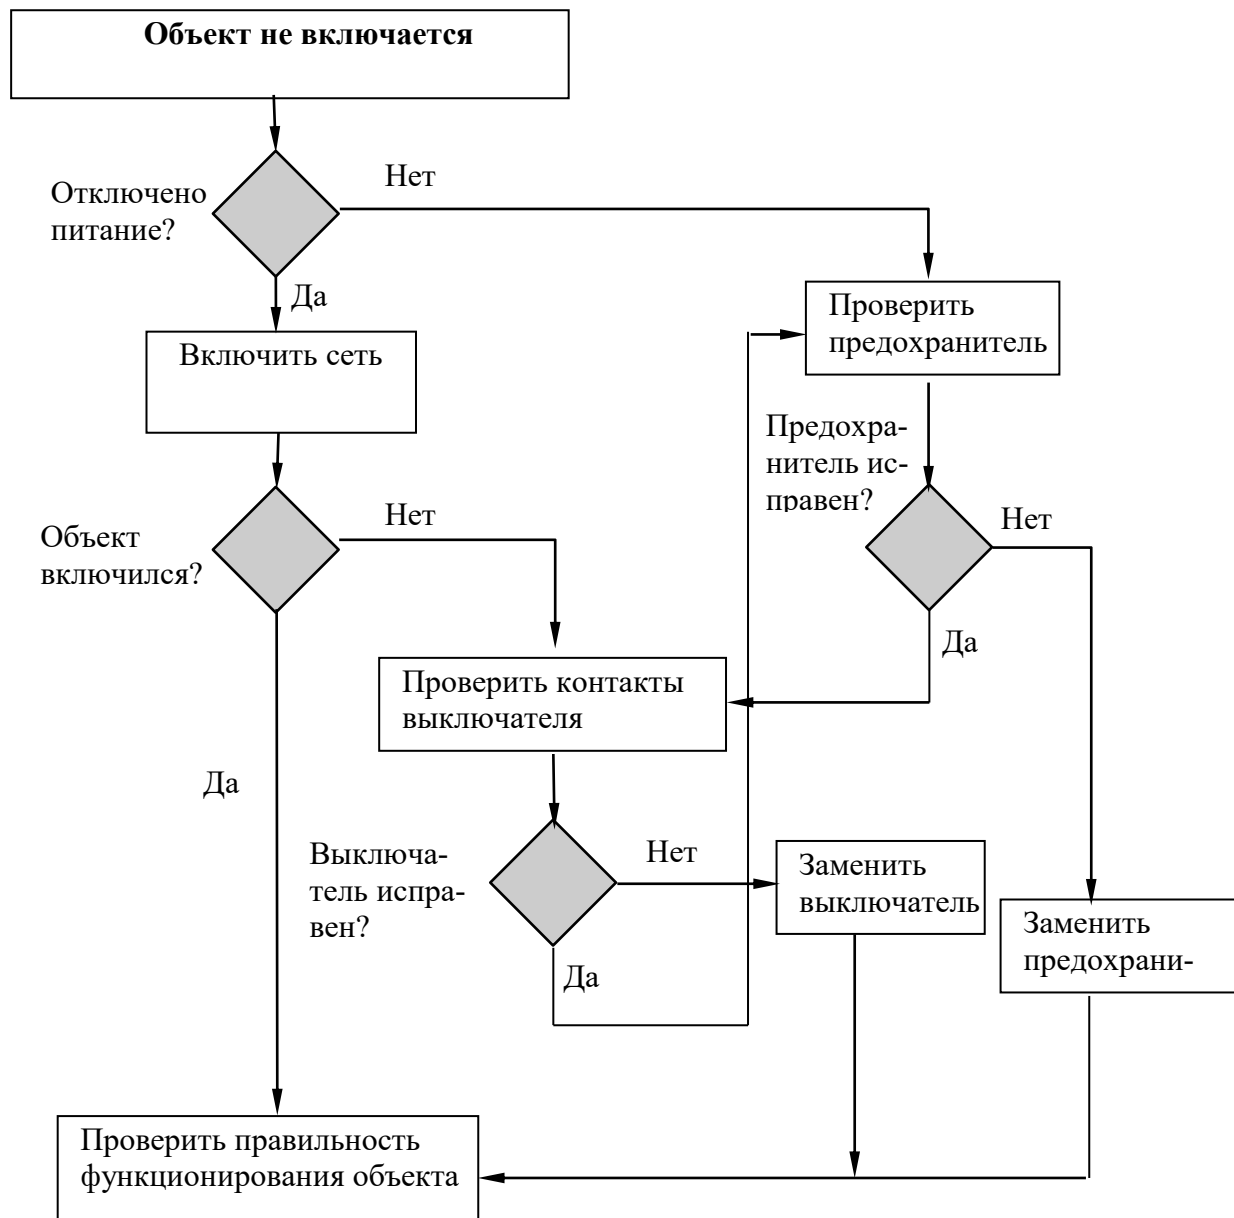 Объект не включается
Отключено
питание?
Нет
Да
Включить сеть
Проверить
предохранитель
Предохра-
нитель ис-
правен?
Нет
Да
Объект
включился?
Нет
Да
Проверить контакты
выключателя
Выключа-
тель испра-
вен?
Нет
Да
Заменить
выключатель
Заменить
предохрани-
Проверить правильность
функционирования объекта